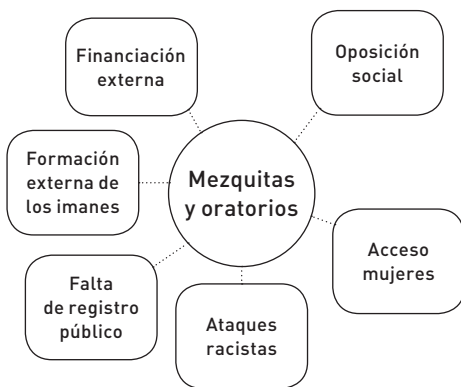 Financiación
externa
Oposición
social
Formación
externa de
los imanes
Mezquitas
y oratorios
Acceso
mujeres
Falta
de registro
público
Ataques
racistas